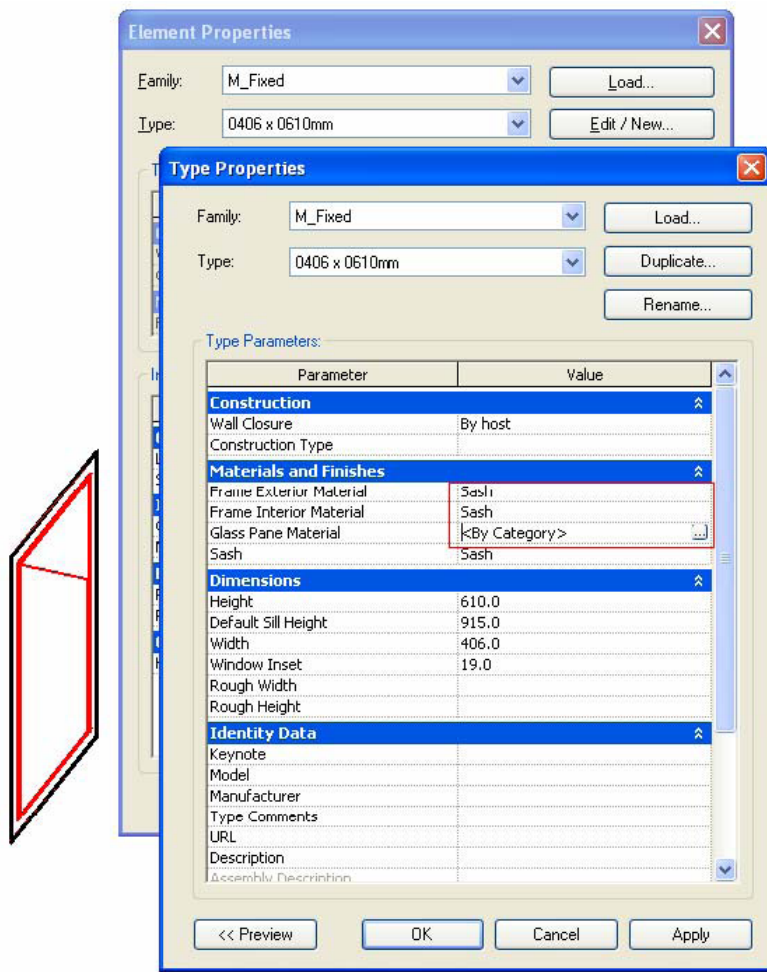 Element Properties
Family: M_Fixed Load...
Type: 0406 x 0610mm Edit / New...
Type Properties
Family: M_Fixed Load...
Type: 0406 x 0610mm Duplicate...
Rename...
Type Parameters:
Parameter Value
Construction
Wall Closure By host
Construction Type
Materials and Finishes
Frame Exterior Material Sash
Frame Interior Material Sash
Glass Pane Material <By Category> ...
Sash Sash
Dimensions
Height 610.0
Default Sill Height 915.0
Width 406.0
Window Inset 19.0
Rough Width
Rough Height
Identity Data
Keynote
Model
Manufacturer
Type Comments
URL
Description
Assembly Description
<< Preview OK Cancel Apply